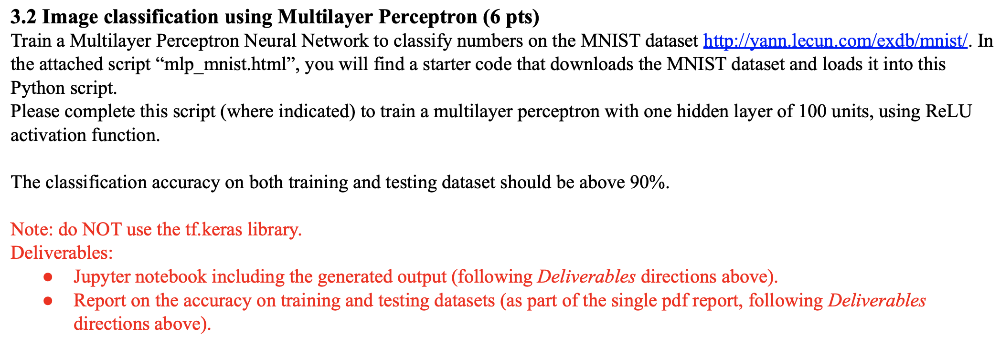 3.2 Image classification using Multilayer Perceptron (6 pts)
Train a Multilayer Perceptron Neural Network to classify numbers on the MNIST dataset http://yann.lecun.com/exdb/mnist/. In
the attached script “mlp_mnist.html”, you will find a starter code that downloads the MNIST dataset and loads it into this
Python script.
Please complete this script (where indicated) to train a multilayer perceptron with one hidden layer of 100 units, using ReLU
activation function.
The classification accuracy on both training and testing dataset should be above 90%.
Note: do NOT use the tf.keras library.
Deliverables:
● Jupyter notebook including the generated output (following Deliverables directions above).
● Report on the accuracy on training and testing datasets (as part of the single pdf report, following Deliverables
directions above).